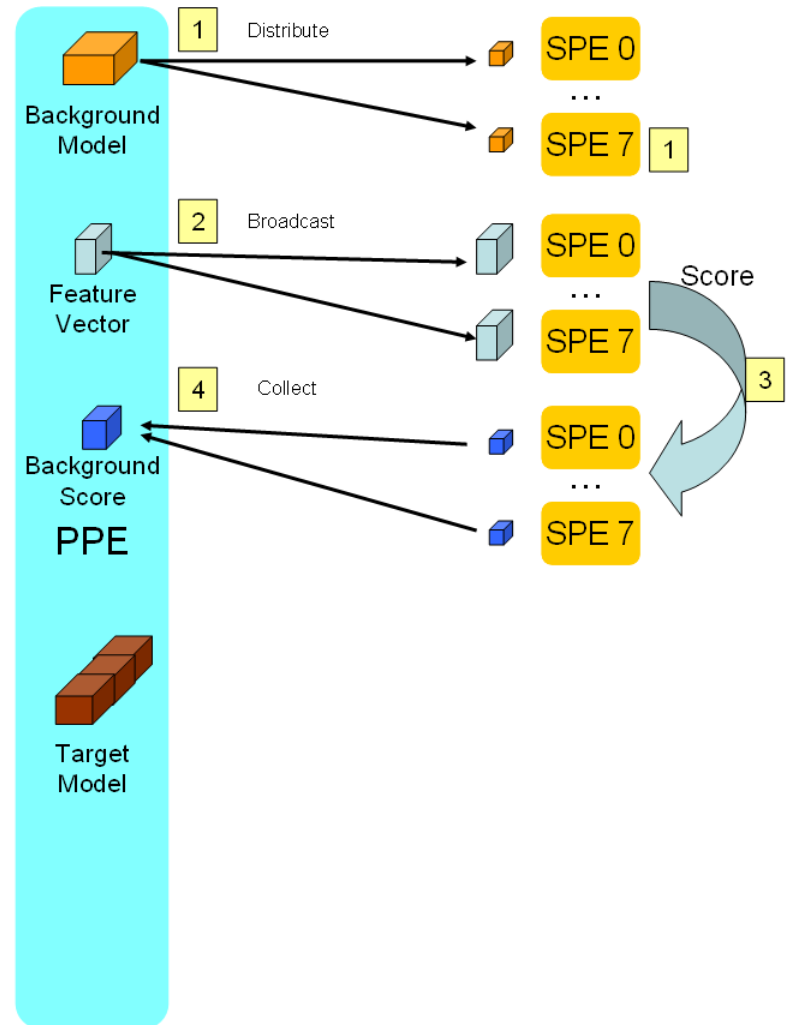 1 Distribute
SPE 0
...
Background
Model
SPE 7
1
2 Broadcast
SPE 0
Score
...
Feature
Vector
SPE 7
3
4 Collect
SPE 0
...
Background
Score
SPE 7
PPE
Target
Model